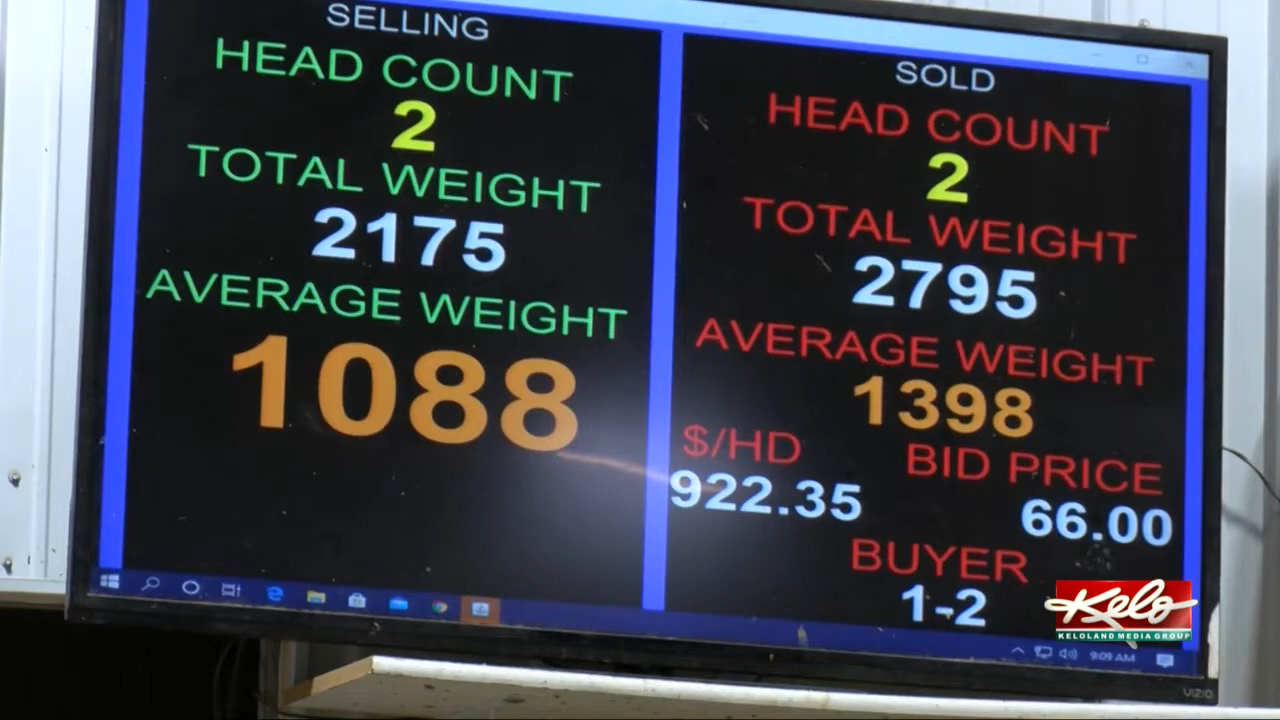 SELLING
HEAD COUNT
2
TOTAL WEIGHT
2175
AVERAGE WEIGHT
1088
SOLD
HEAD COUNT
2
TOTAL WEIGHT
2795
AVERAGE WEIGHT
1398
$/HD BID PRICE
922.35 66.00
BUYER
1-2
Kelo
KELOLAND MEDIA GROUP
9:09 AM
VIZIO